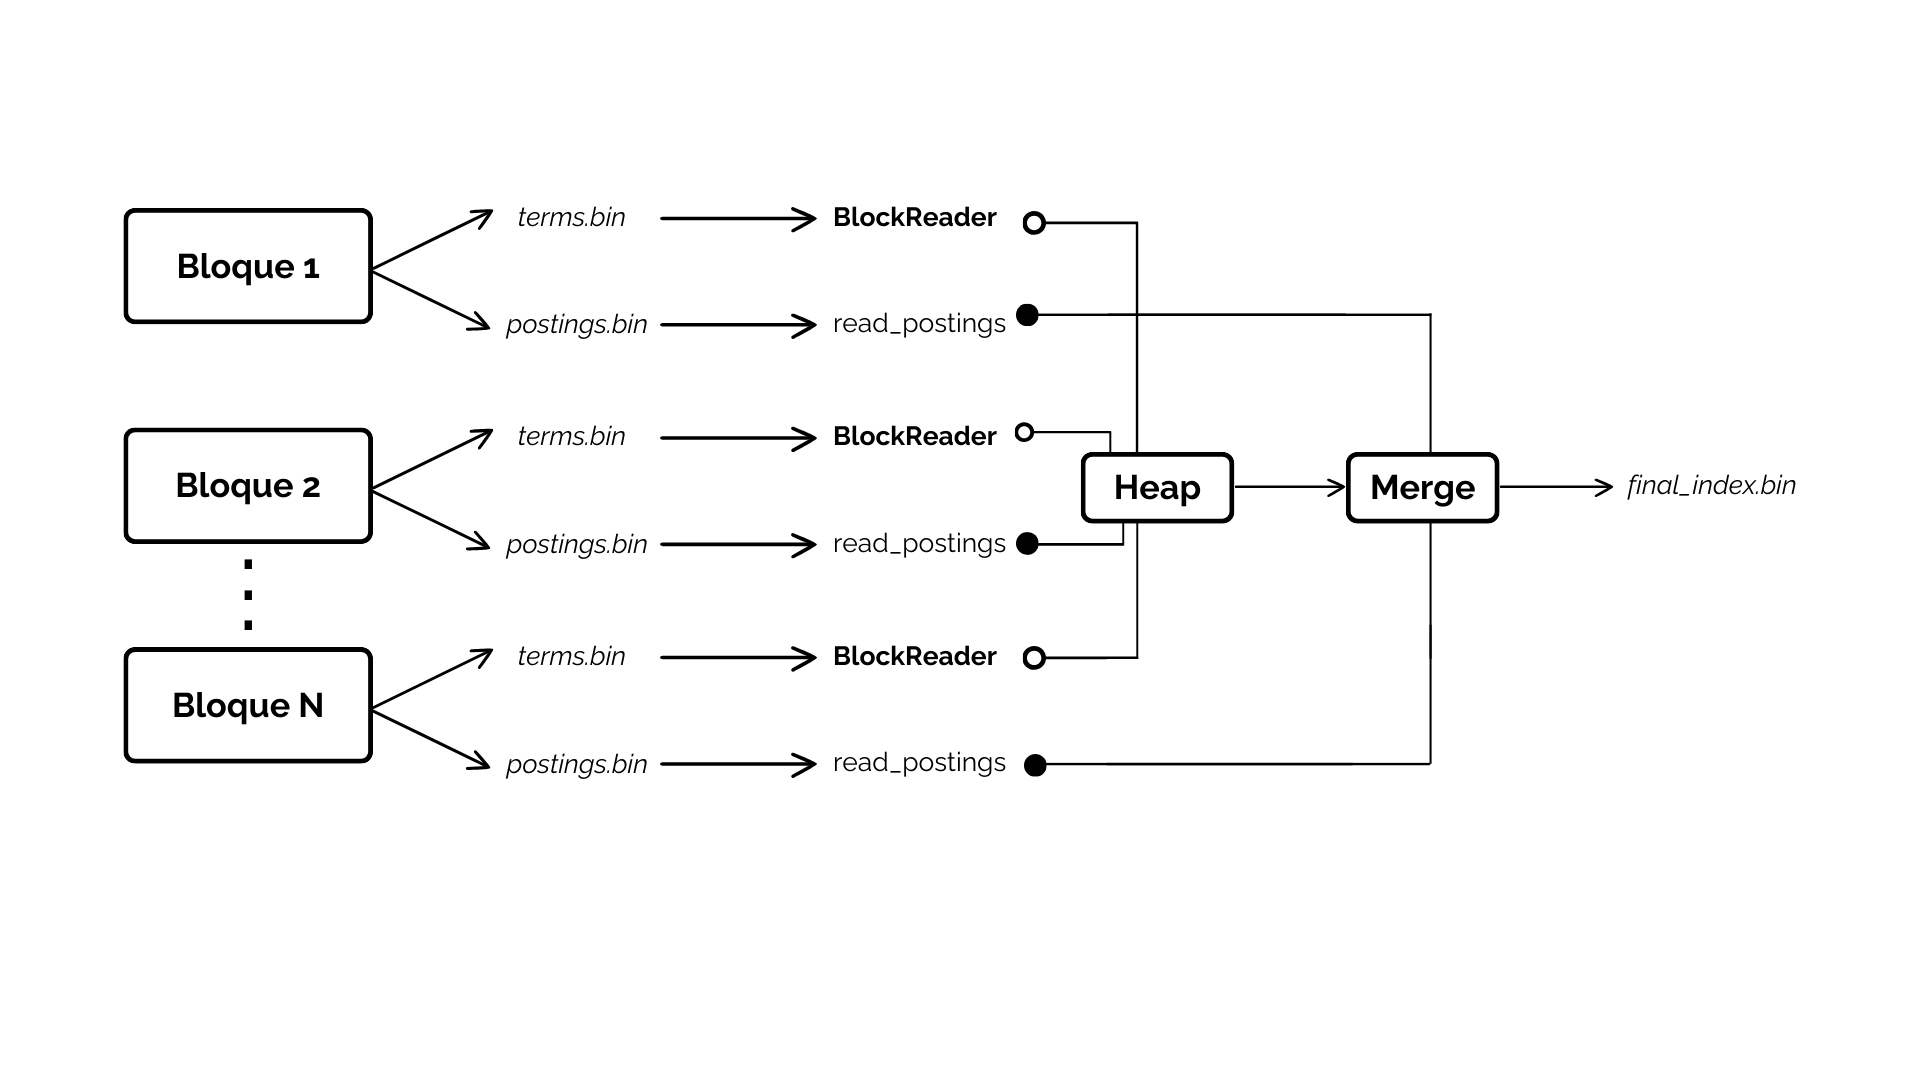 Bloque 1
terms.bin
BlockReader
postings.bin
read_postings
Bloque 2
terms.bin
BlockReader
postings.bin
read_postings
Heap
Merge
final_index.bin
Bloque N
terms.bin
BlockReader
postings.bin
read_postings